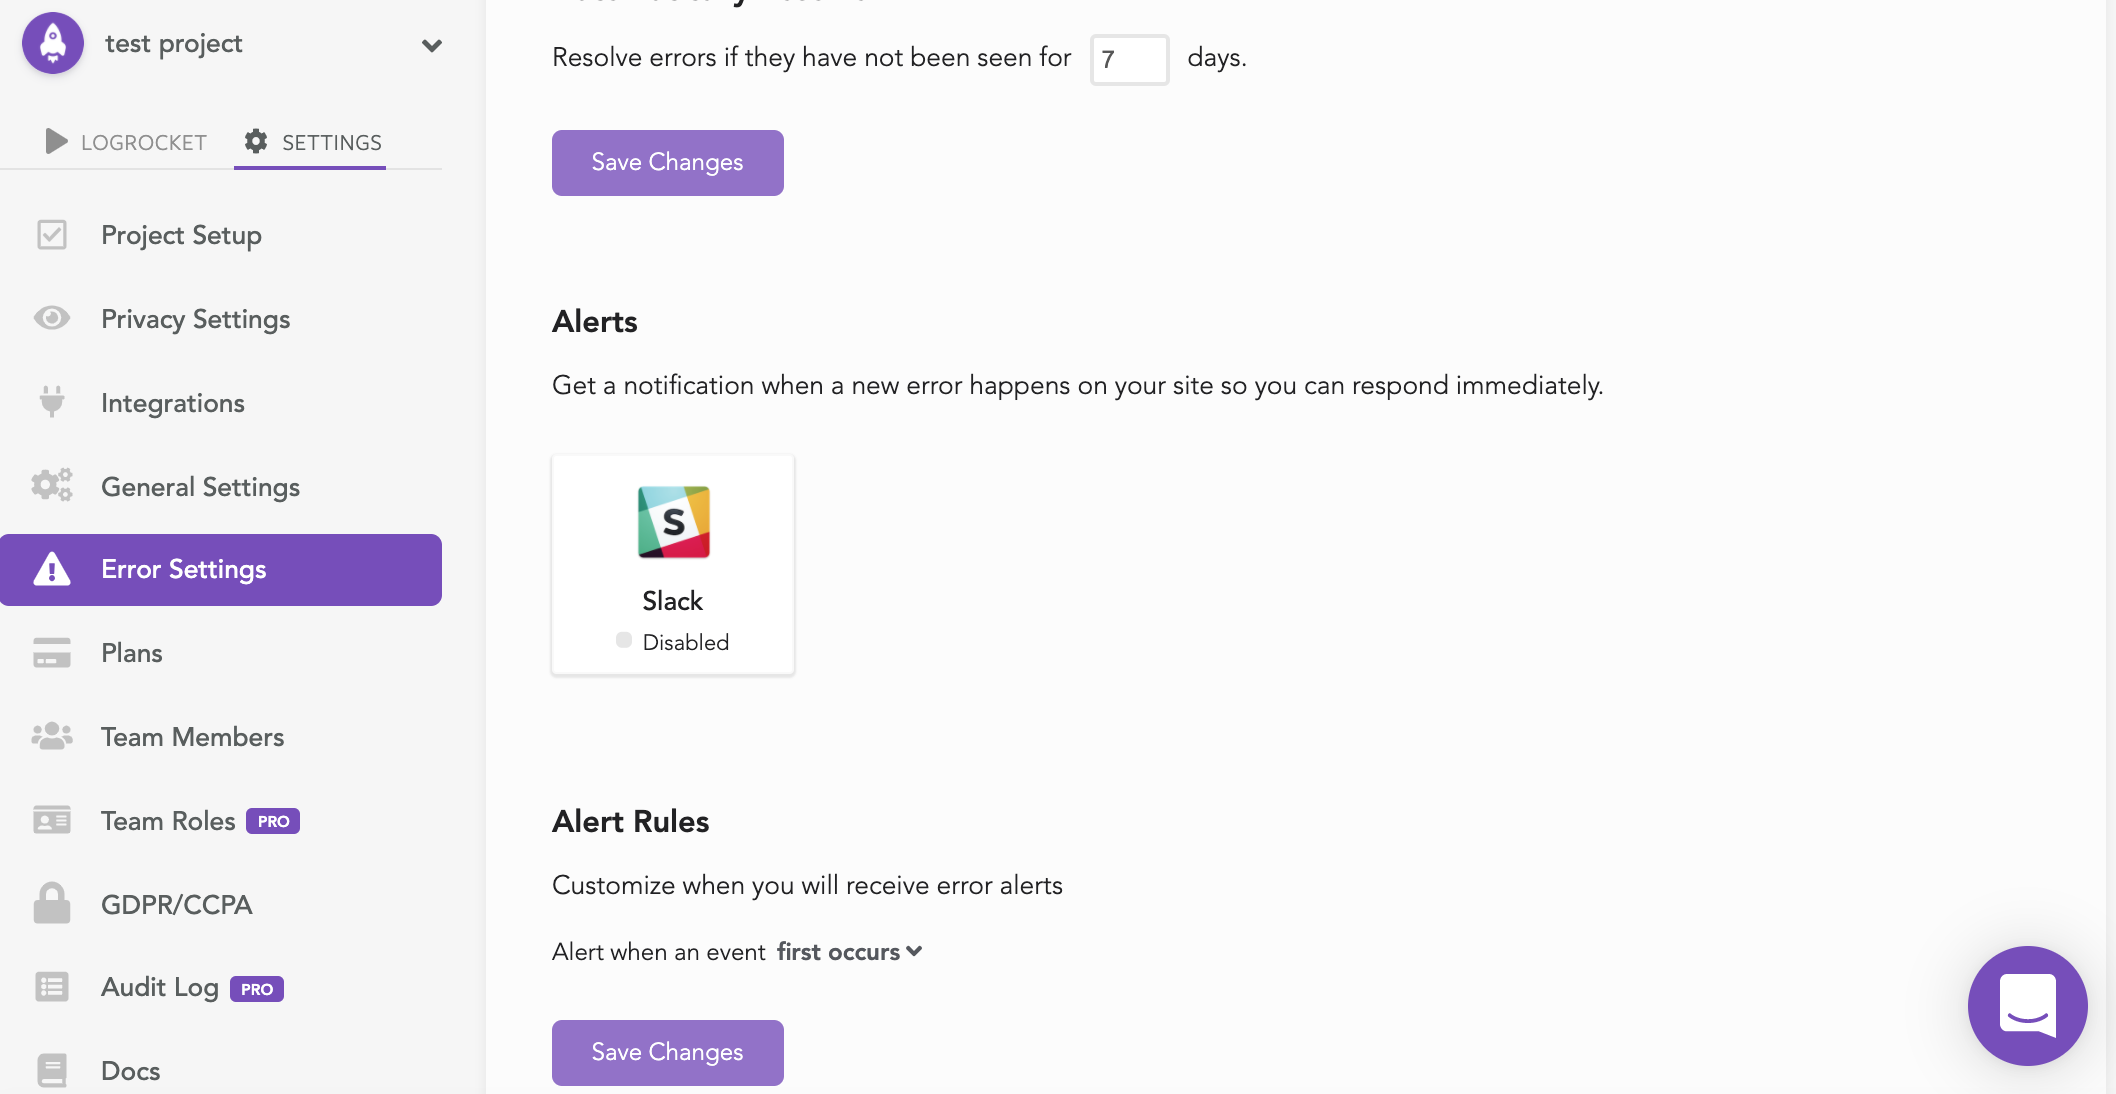 test project
LOGROCKET
SETTINGS
Project Setup
Privacy Settings
Integrations
General Settings
Error Settings
Plans
Team Members
Team Roles PRO
GDPR/CCPA
Audit Log PRO
Docs
Resolve errors if they have not been seen for 7 days.
Save Changes
Alerts
Get a notification when a new error happens on your site so you can respond immediately.
S
Slack
Disabled
Alert Rules
Customize when you will receive error alerts
Alert when an event first occurs
Save Changes